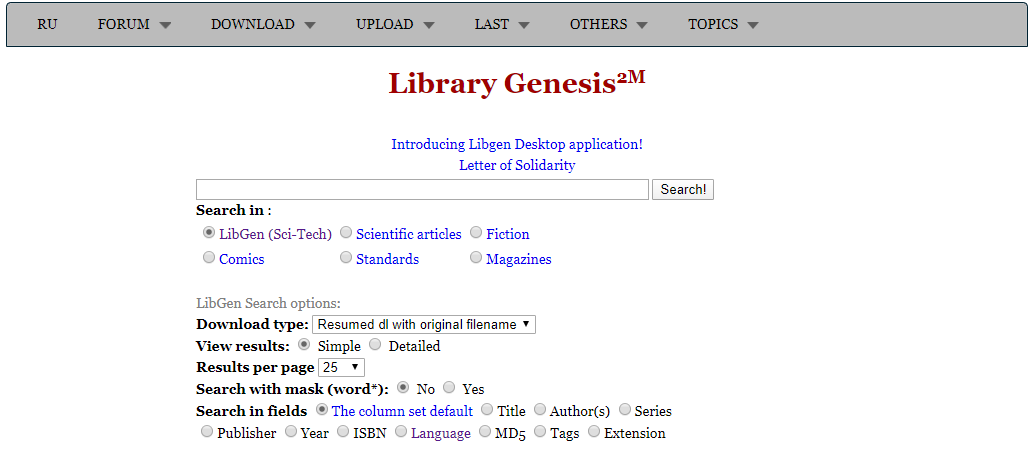 RU FORUM DOWNLOAD UPLOAD LAST OTHERS TOPICS
Library Genesis2M
Introducing Libgen Desktop application!
Letter of Solidarity
Search!
Search in :
LibGen (Sci-Tech) Scientific articles Fiction
Comics Standards Magazines
LibGen Search options:
Download type: Resumed dl with original filename
View results: Simple Detailed
Results per page 25
Search with mask (word*): No Yes
Search in fields The column set default Title Author(s) Series
Publisher Year ISBN Language MD5 Tags Extension